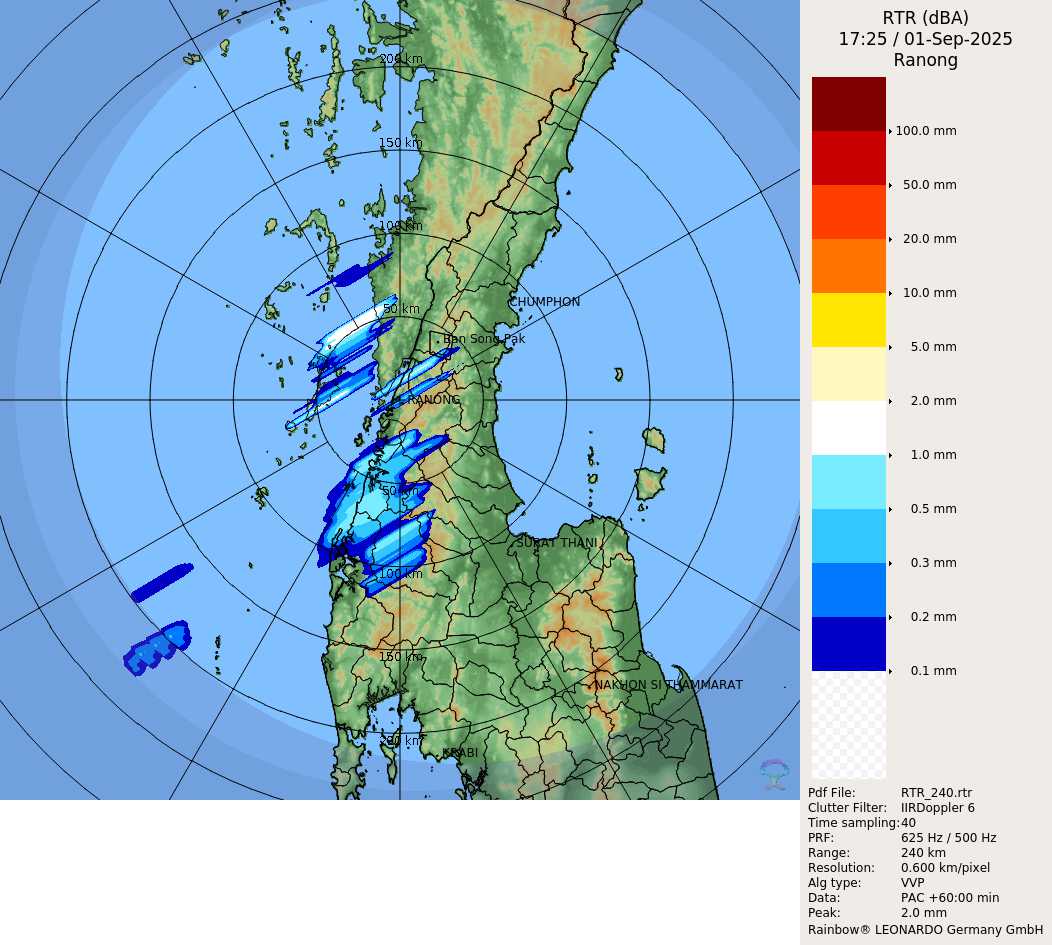 RTR (dBA)
17:25 / 01-Sep-2025
Ranong
200 km
150 km
100 km
CHUMPHON
50 km
Ban Song Pak
RANONG
50 km
SURAT THANI
100 km
150 km
NAKHON SI THAMMARAT
200 km
KRABI
100.0 mm
50.0 mm
20.0 mm
10.0 mm
5.0 mm
2.0 mm
1.0 mm
0.5 mm
0.3 mm
0.2 mm
0.1 mm
Pdf File: RTR_240.rtr
Clutter Filter: IIRDoppler 6
Time sampling:40
PRF: 625 Hz / 500 Hz
Range: 240 km
Resolution: 0.600 km/pixel
Alg type: VVP
Data: PAC +60:00 min
Peak: 2.0 mm
Rainbow® LEONARDO Germany GmbH